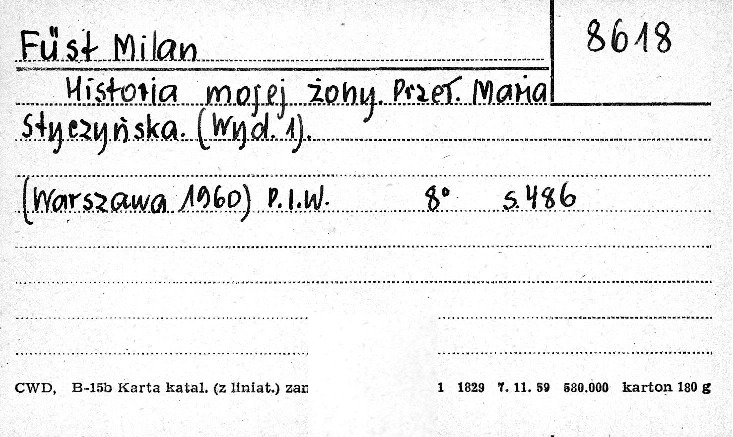 Füst Milan
8618
Historia mojej żony. Przeł. Maria
Styczyńska. (Wyd. 1).
(Warszawa 1960) P.I.W. 8° s. 486
CWD, B-15b Karta katal. (z liniat.) zam 1 1829 7. 11. 59 580.000 karton 180 g